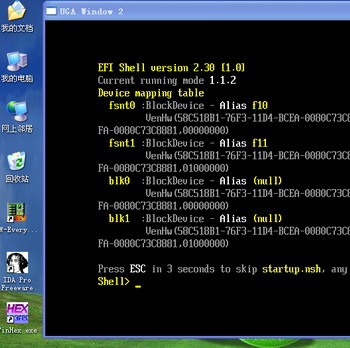 UGA Window 2
我的文档
我的电脑
网上邻居
回收站
W-Every...
IDA Pro
Freeware
WinHex.exe
EFI Shell version 2.30 [1.0]
Current running mode 1.1.2
Device mapping table
fsnt0 :BlockDevice - Alias f10
VenHw(58C518B1-76F3-11D4-BCEA-0080C73C8
FA-0080C73C8881,00000000)
fsnt1 :BlockDevice - Alias f11
VenHw(58C518B1-76F3-11D4-BCEA-0080C73C8
FA-0080C73C8881,01000000)
blk0 :BlockDevice - Alias (null)
VenHw(58C518B1-76F3-11D4-BCEA-0080C73C8
FA-0080C73C8881,00000000)
blk1 :BlockDevice - Alias (null)
VenHw(58C518B1-76F3-11D4-BCEA-0080C73C8
FA-0080C73C8881,01000000)
Press ESC in 3 seconds to skip startup.nsh, any
Shell> _